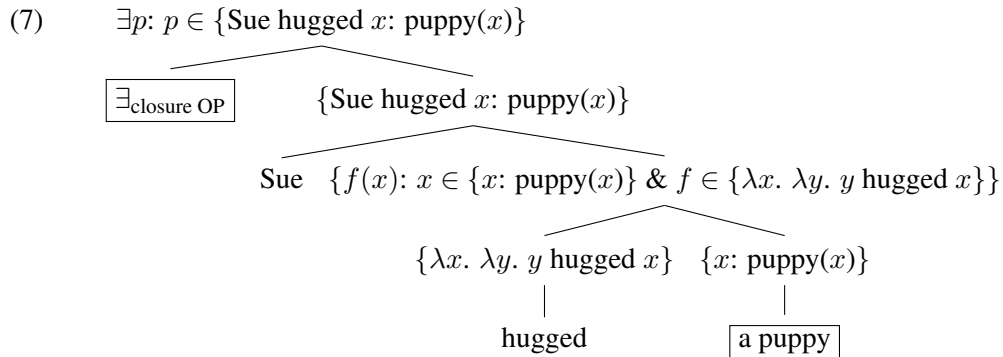 (7) ∃p: p ∈ {Sue hugged x: puppy(x)}
∃closure OP {Sue hugged x: puppy(x)}
Sue {f(x): x ∈ {x: puppy(x)} & f ∈ {λx. λy. y hugged x}}
{λx. λy. y hugged x} {x: puppy(x)}
hugged a puppy